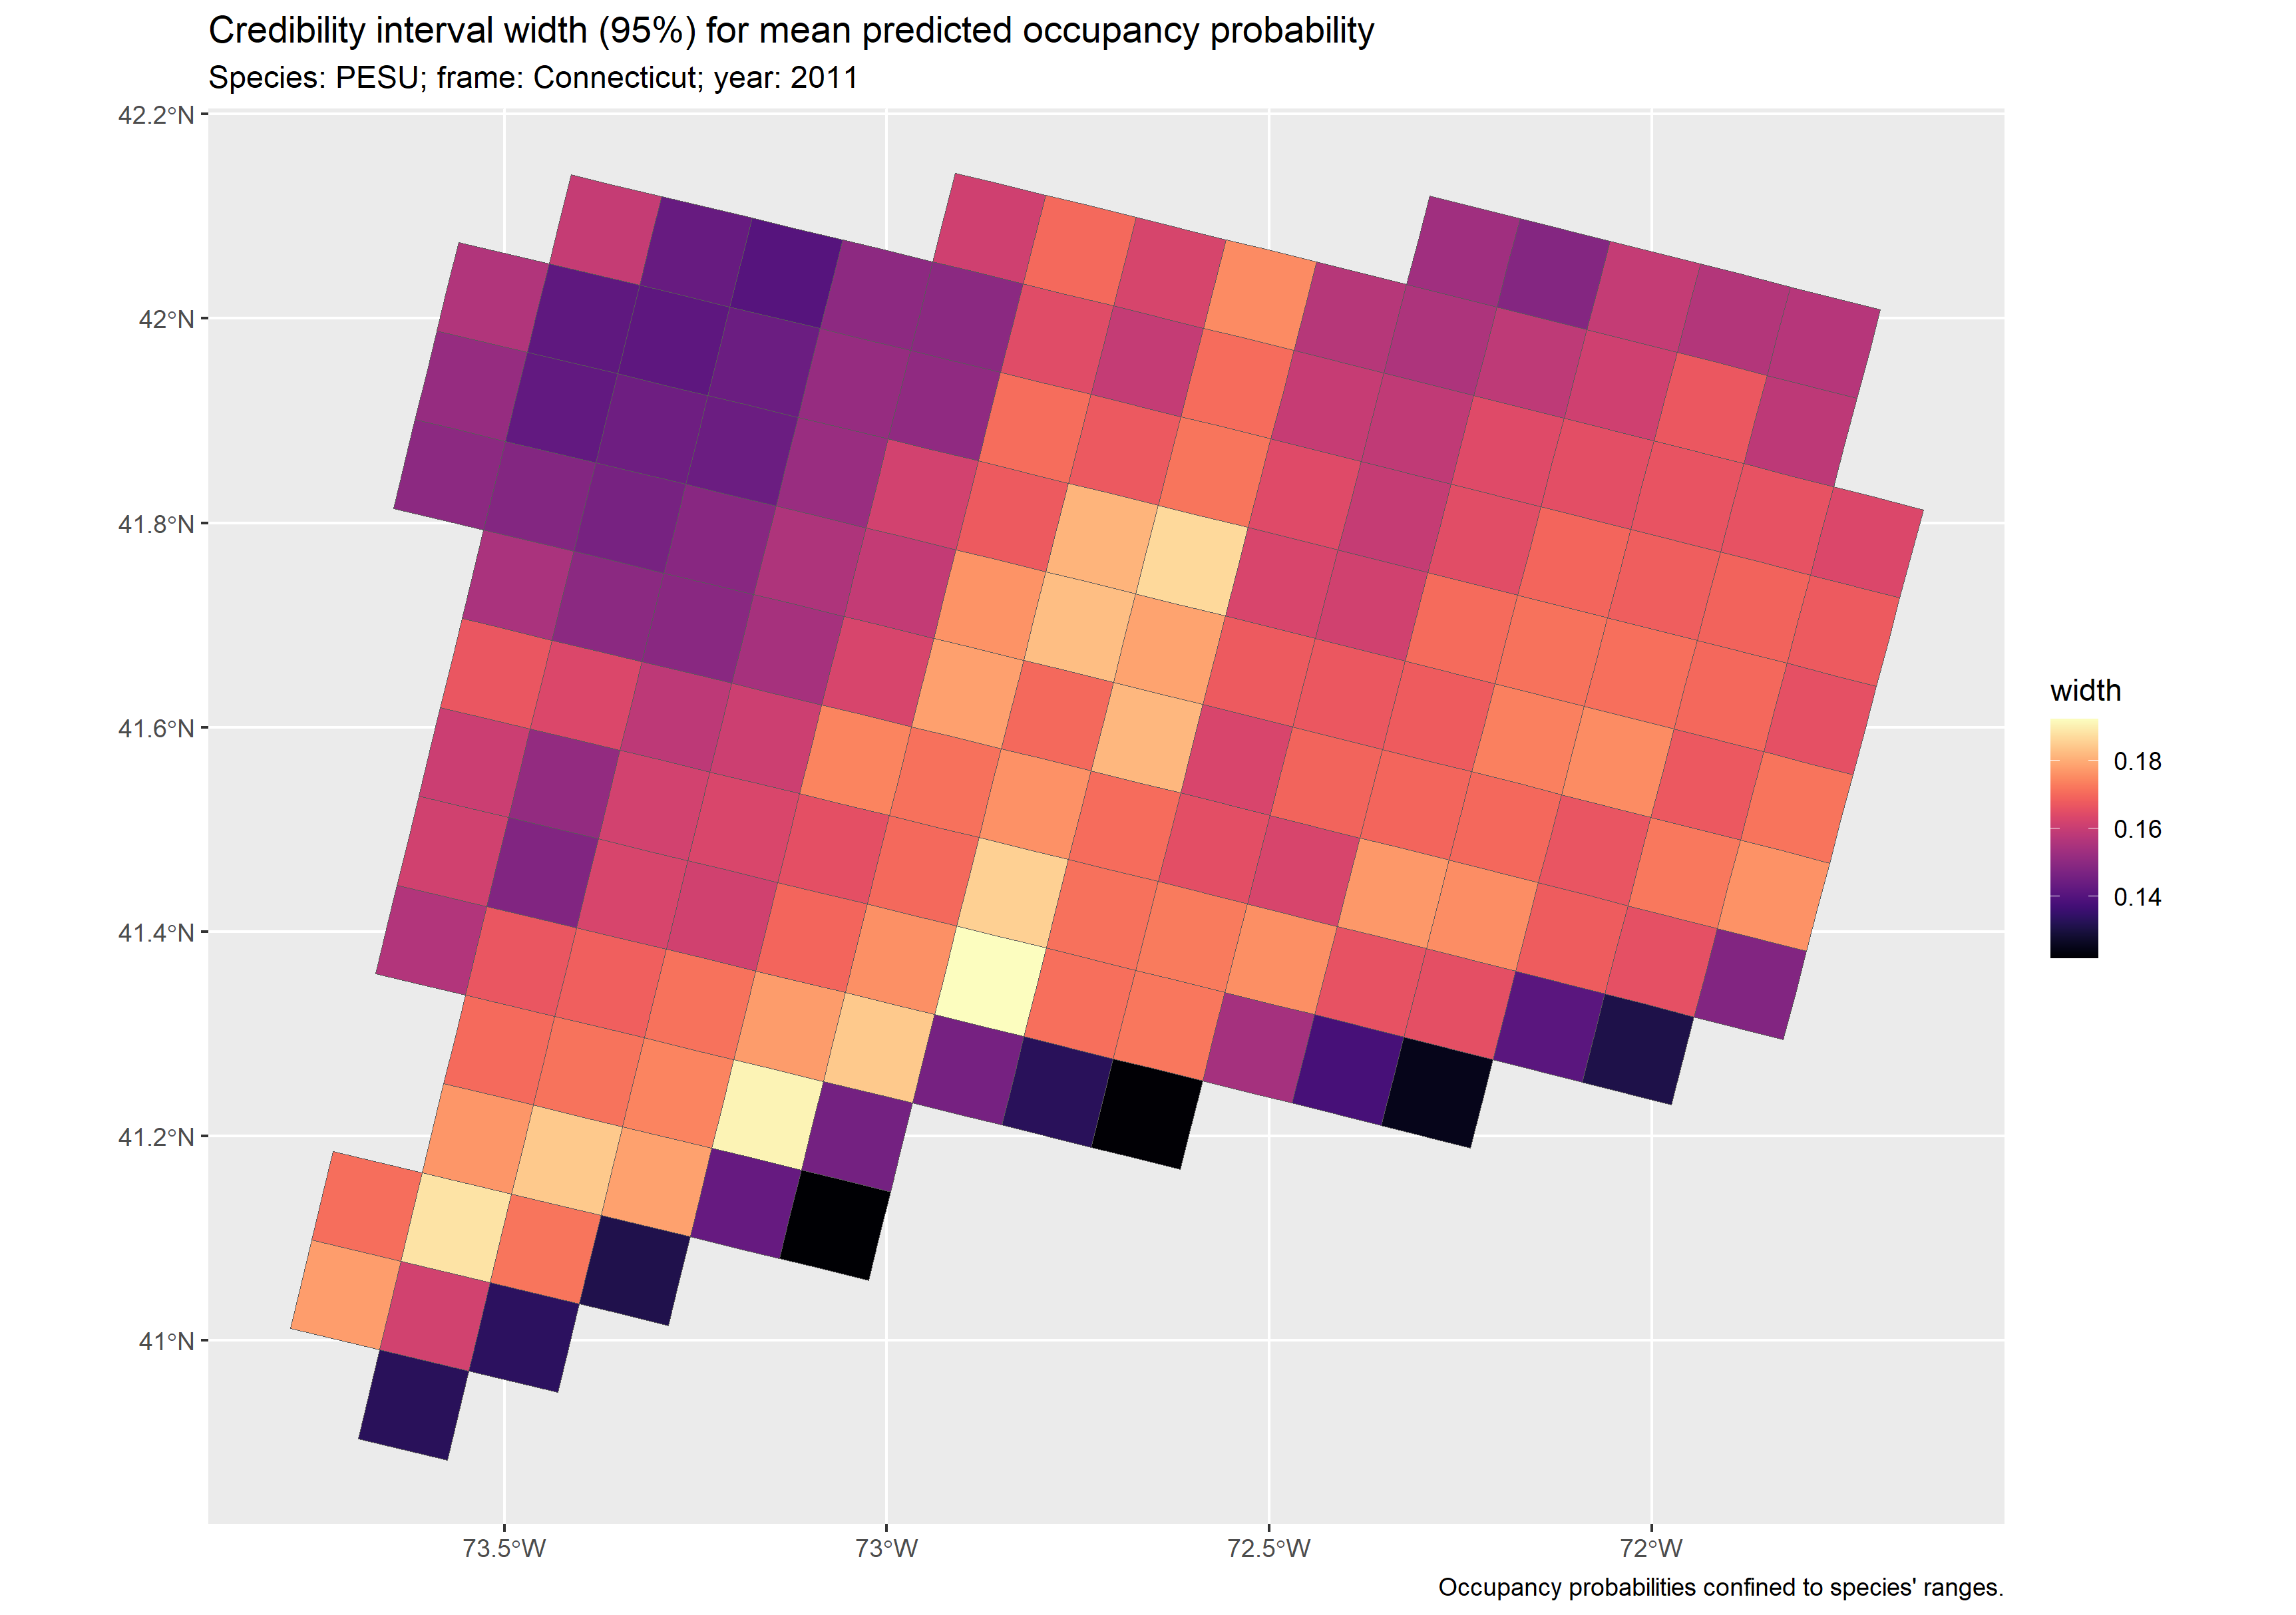 Credibility interval width (95%) for mean predicted occupancy probability
Species: PESU; frame: Connecticut; year: 2011
42.2°N
42°N
41.8°N
41.6°N
41.4°N
41.2°N
41°N
73.5°W
73°W
72.5°W
72°W
width
0.18
0.16
0.14
Occupancy probabilities confined to species' ranges.